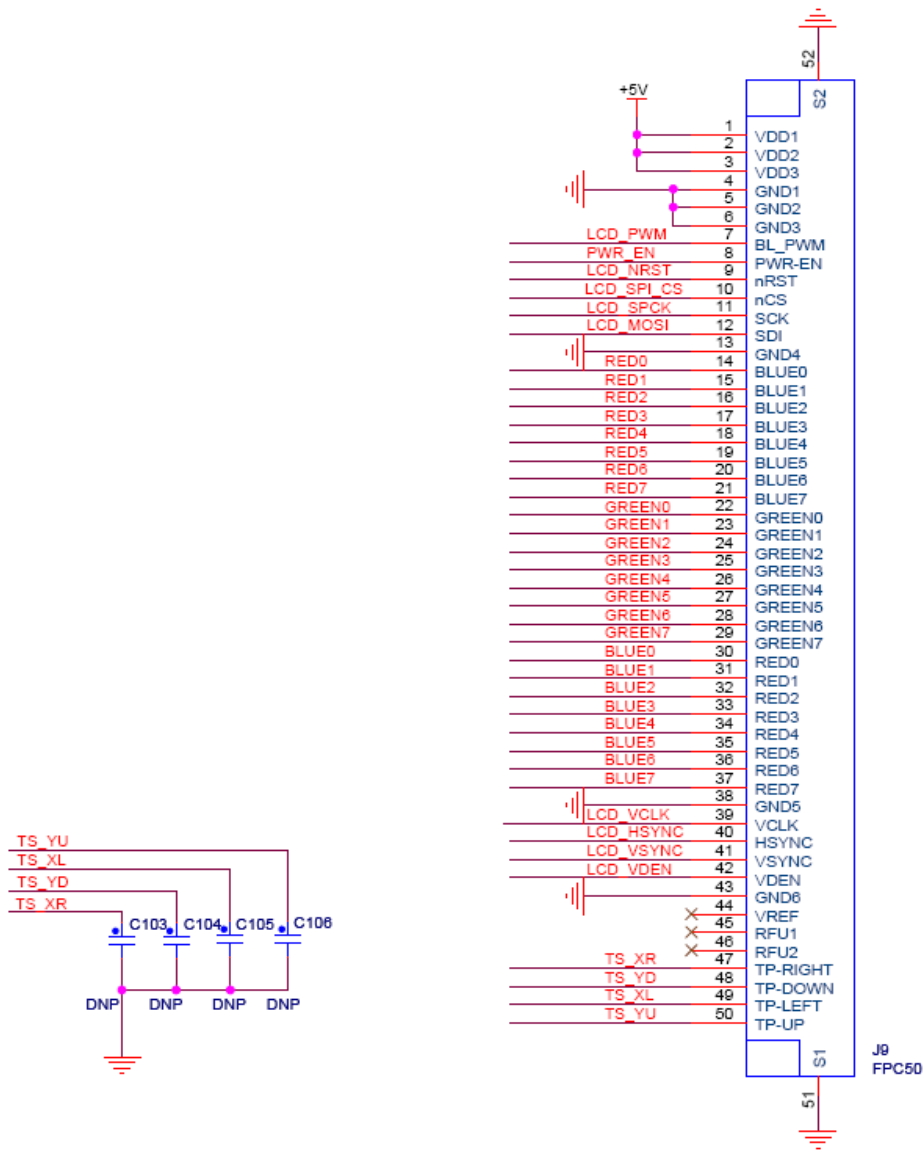 52
S2
+5V
1 VDD1
2 VDD2
3 VDD3
4 GND1
5 GND2
6 GND3
LCD_PWM 7 BL_PWM
PWR_EN 8 PWR-EN
LCD_NRST 9 nRST
LCD_SPI_CS 10 nCS
LCD_SPCK 11 SCK
LCD_MOSI 12 SDI
13 GND4
RED0 14 BLUE0
RED1 15 BLUE1
RED2 16 BLUE2
RED3 17 BLUE3
RED4 18 BLUE4
RED5 19 BLUE5
RED6 20 BLUE6
RED7 21 BLUE7
GREEN0 22 GREEN0
GREEN1 23 GREEN1
GREEN2 24 GREEN2
GREEN3 25 GREEN3
GREEN4 26 GREEN4
GREEN5 27 GREEN5
GREEN6 28 GREEN6
GREEN7 29 GREEN7
BLUE0 30 RED0
BLUE1 31 RED1
BLUE2 32 RED2
BLUE3 33 RED3
BLUE4 34 RED4
BLUE5 35 RED5
BLUE6 36 RED6
BLUE7 37 RED7
38 GND5
LCD_VCLK 39 VCLK
LCD_HSYNC 40 HSYNC
LCD_VSYNC 41 VSYNC
LCD_VDEN 42 VDEN
43 GND6
44 VREF
45 RFU1
46 RFU2
TS_XR 47 TP-RIGHT
TS_YD 48 TP-DOWN
TS_XL 49 TP-LEFT
TS_YU 50 TP-UP
S1
51
J9
FPC50
TS_YU
TS_XL
TS_YD
TS_XR
C103 C104 C105 C106
DNP DNP DNP DNP